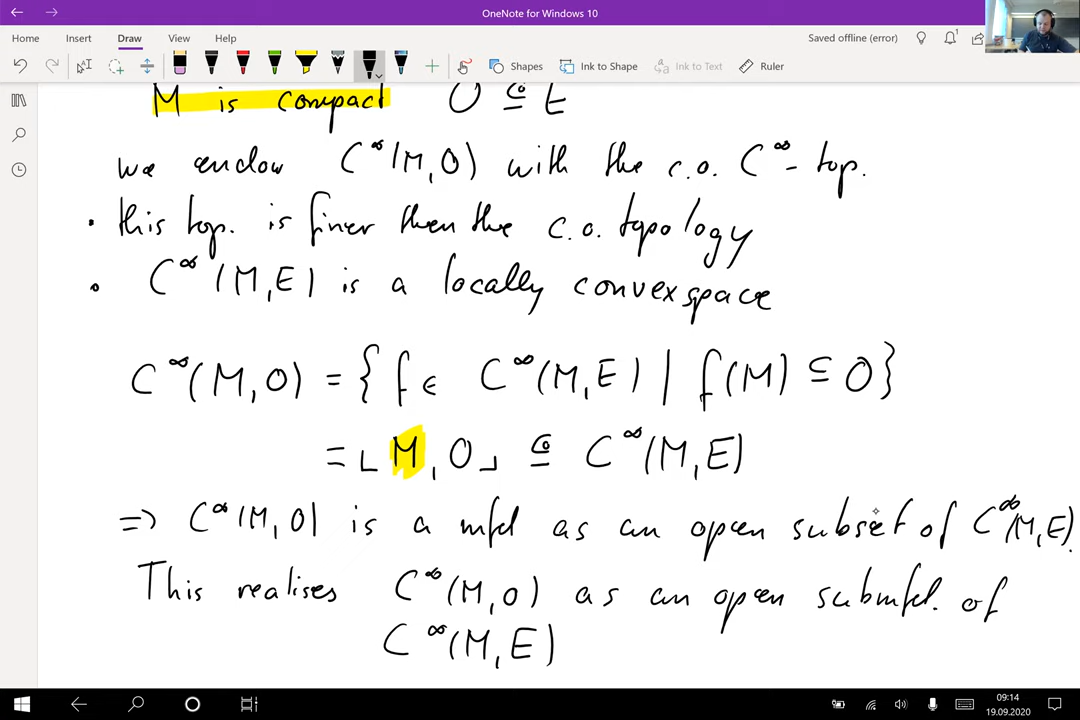 OneNote for Windows 10
Home Insert Draw View Help
Saved offline (error)
Shapes Ink to Shape Ink to Text Ruler
M is compact O ⊆° E
we endow C^∞(M,O) with the c.o. C^∞-top.
• this top. is finer then the c.o. topology
• C^∞(M,E) is a locally convex space
C^∞(M,O) = { f ∈ C^∞(M,E) | f(M) ⊆ O }
= ⌊M,O⌋ ⊆° C^∞(M,E)
=> C^∞(M,O) is a mfd as an open subset of C^∞(M,E).
This realises C^∞(M,O) as an open submfd. of
C^∞(M,E)
09:14
19.09.2020